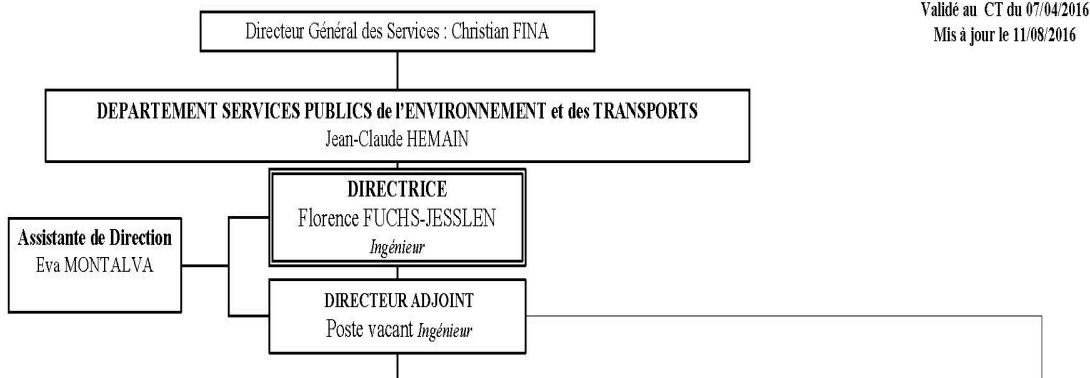 Validé au CT du 07/04/2016
Mis à jour le 11/08/2016
Directeur Général des Services : Christian FINA
DEPARTEMENT SERVICES PUBLICS de l'ENVIRONNEMENT et des TRANSPORTS
Jean-Claude HEMAIN
DIRECTRICE
Florence FUCHS-JESSLEN
Ingénieur
Assistante de Direction
Eva MONTALVA
DIRECTEUR ADJOINT
Poste vacant Ingénieur